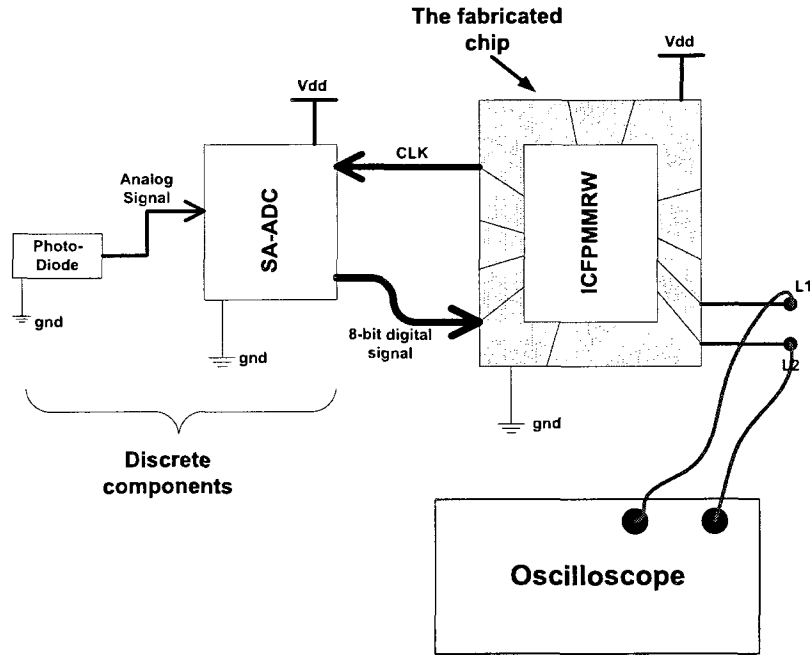 The fabricated
chip
Vdd
Vdd
CLK
Analog
Signal
Photo-
Diode
SA-ADC
ICFPMMRW
L1
gnd
8-bit digital
signal
gnd
L2
gnd
Discrete
components
Oscilloscope